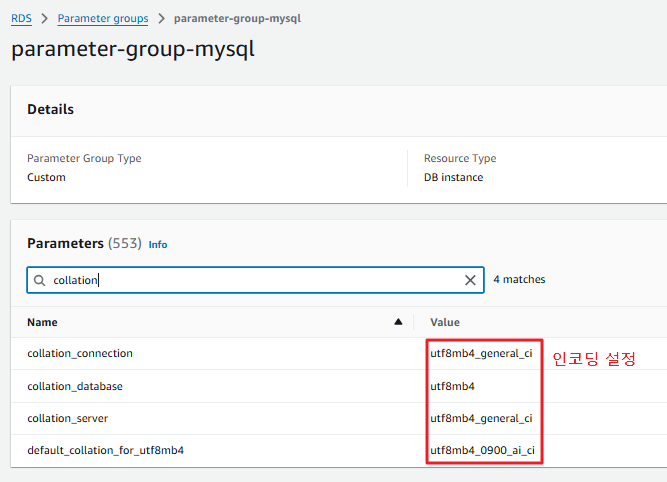 RDS > Parameter groups > parameter-group-mysql
parameter-group-mysql
Details
Parameter Group Type
Custom
Resource Type
DB instance
Parameters (553) Info
collation
4 matches
Name Value
collation_connection utf8mb4_general_ci
인코딩 설정
collation_database utf8mb4
collation_server utf8mb4_general_ci
default_collation_for_utf8mb4 utf8mb4_0900_ai_ci